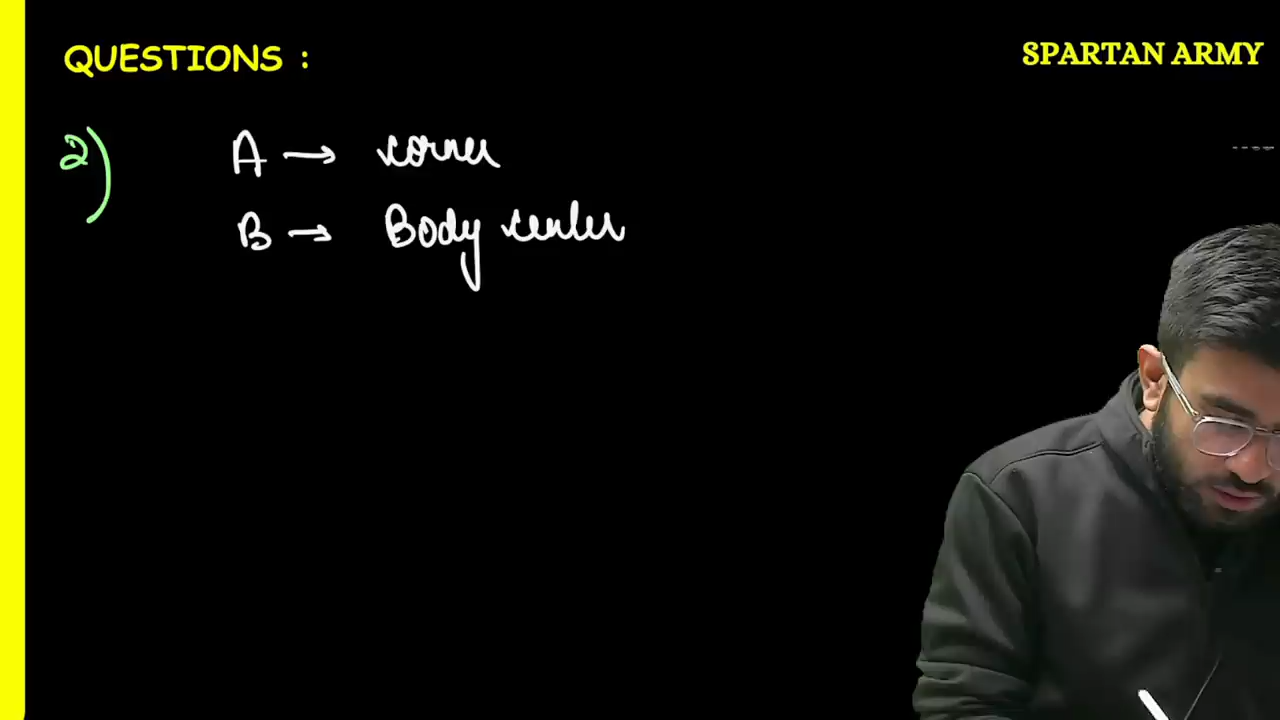 QUESTIONS :
SPARTAN ARMY
2)
A → corner
B → Body center